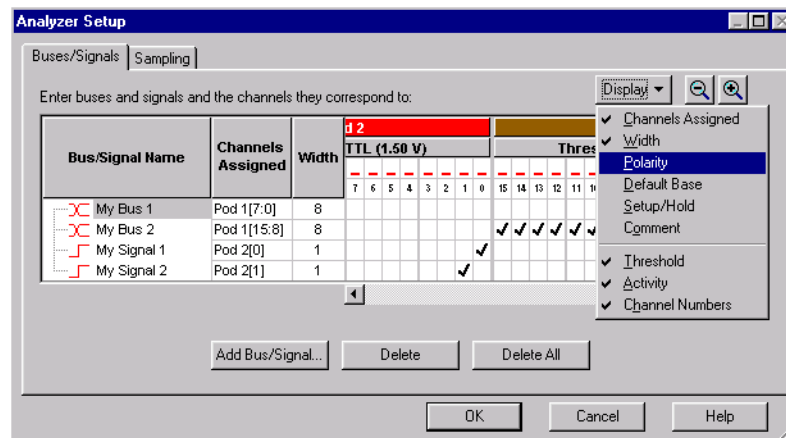 Analyzer Setup
Buses/Signals Sampling
Enter buses and signals and the channels they correspond to:
Display
Bus/Signal Name Channels Assigned Width
d 2
TTL (1.50 V) Thres
7 6 5 4 3 2 1 0 15 14 13 12 11
My Bus 1 Pod 1[7:0] 8
My Bus 2 Pod 1[15:8] 8
My Signal 1 Pod 2[0] 1
My Signal 2 Pod 2[1] 1
Channels Assigned
Width
Polarity
Default Base
Setup/Hold
Comment
Threshold
Activity
Channel Numbers
Add Bus/Signal... Delete Delete All
OK Cancel Help